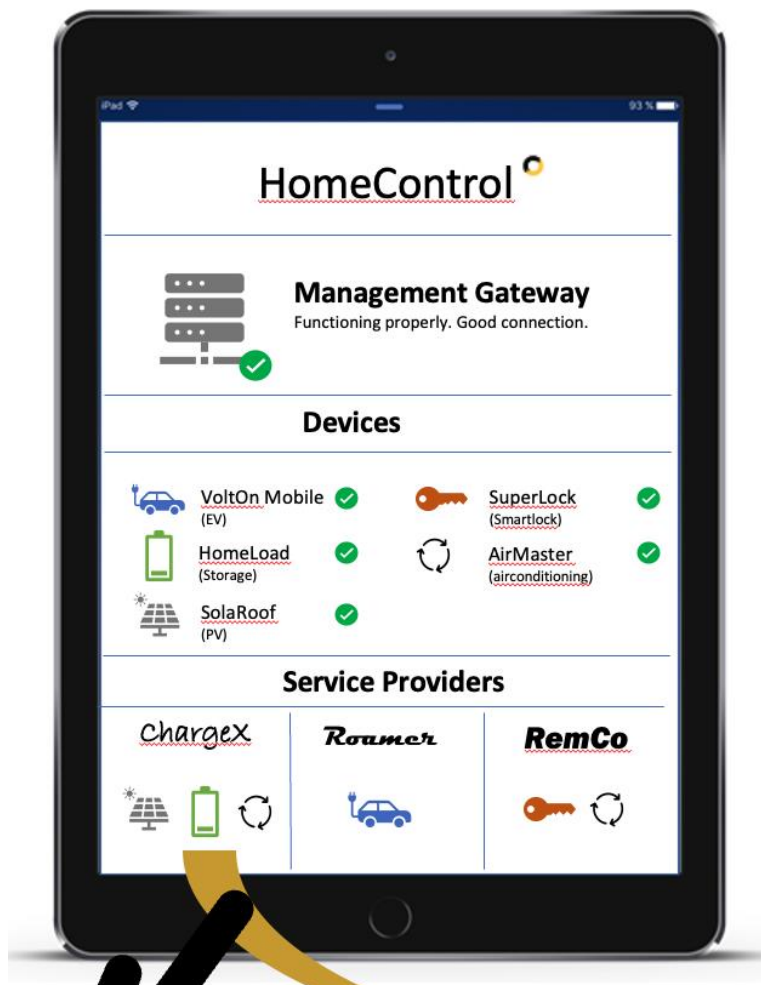 iPad
93 %
HomeControl
Management Gateway
Functioning properly. Good connection.
Devices
VoltOn Mobile
(EV)
SuperLock
(Smartlock)
HomeLoad
(Storage)
AirMaster
(airconditioning)
SolaRoof
(PV)
Service Providers
ChargeX
Roamer
RemCo